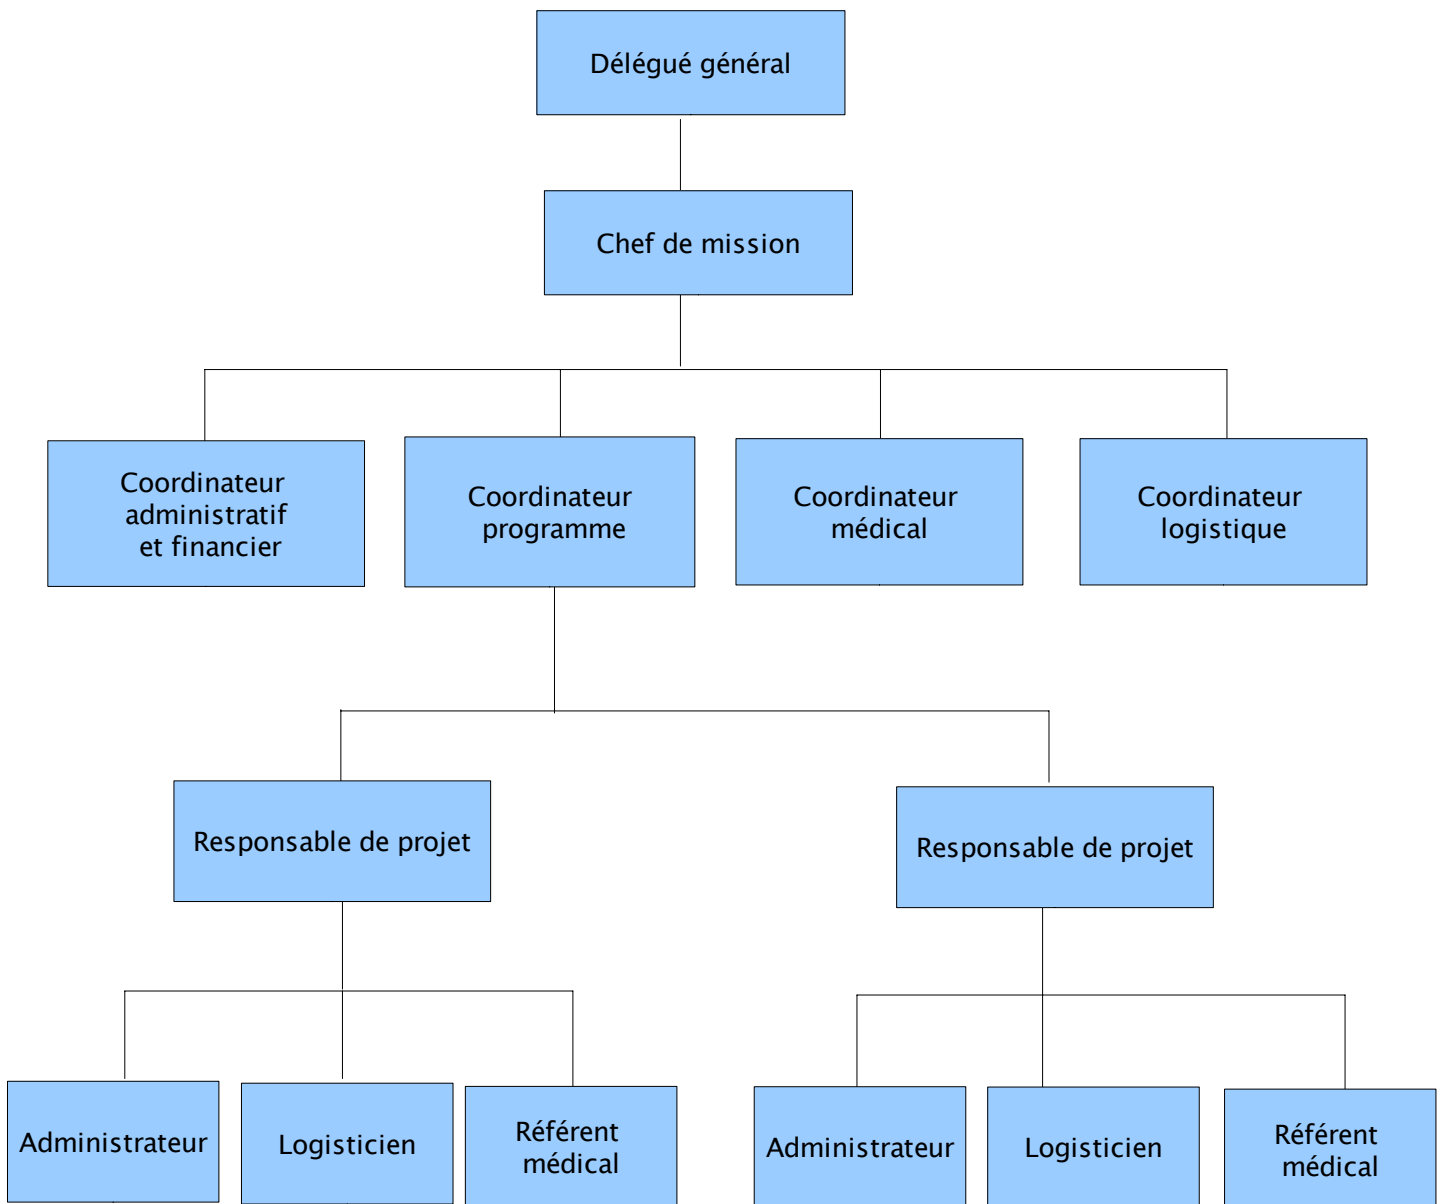 Délégué général
Chef de mission
Coordinateur
administratif
et financier
Coordinateur
programme
Coordinateur
médical
Coordinateur
logistique
Responsable de projet
Responsable de projet
Administrateur
Logisticien
Référent
médical
Administrateur
Logisticien
Référent
médical